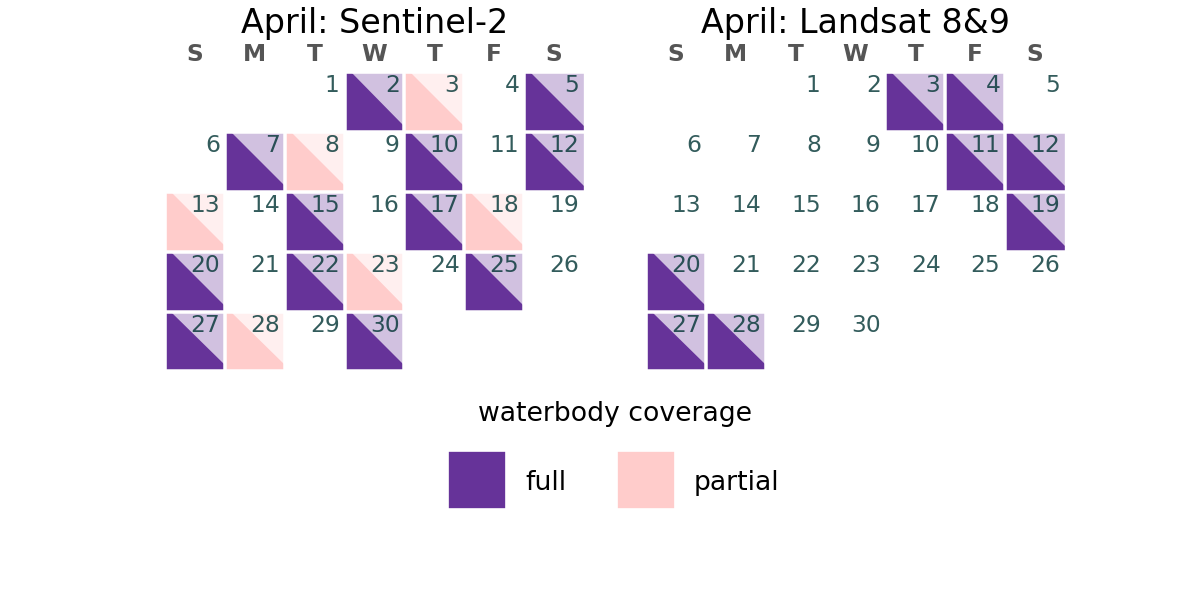 April: Sentinel-2
S M T W T F S
1 2 3 4 5
6 7 8 9 10 11 12
13 14 15 16 17 18 19
20 21 22 23 24 25 26
27 28 29 30
April: Landsat 8&9
S M T W T F S
1 2 3 4 5
6 7 8 9 10 11 12
13 14 15 16 17 18 19
20 21 22 23 24 25 26
27 28 29 30
waterbody coverage
full partial